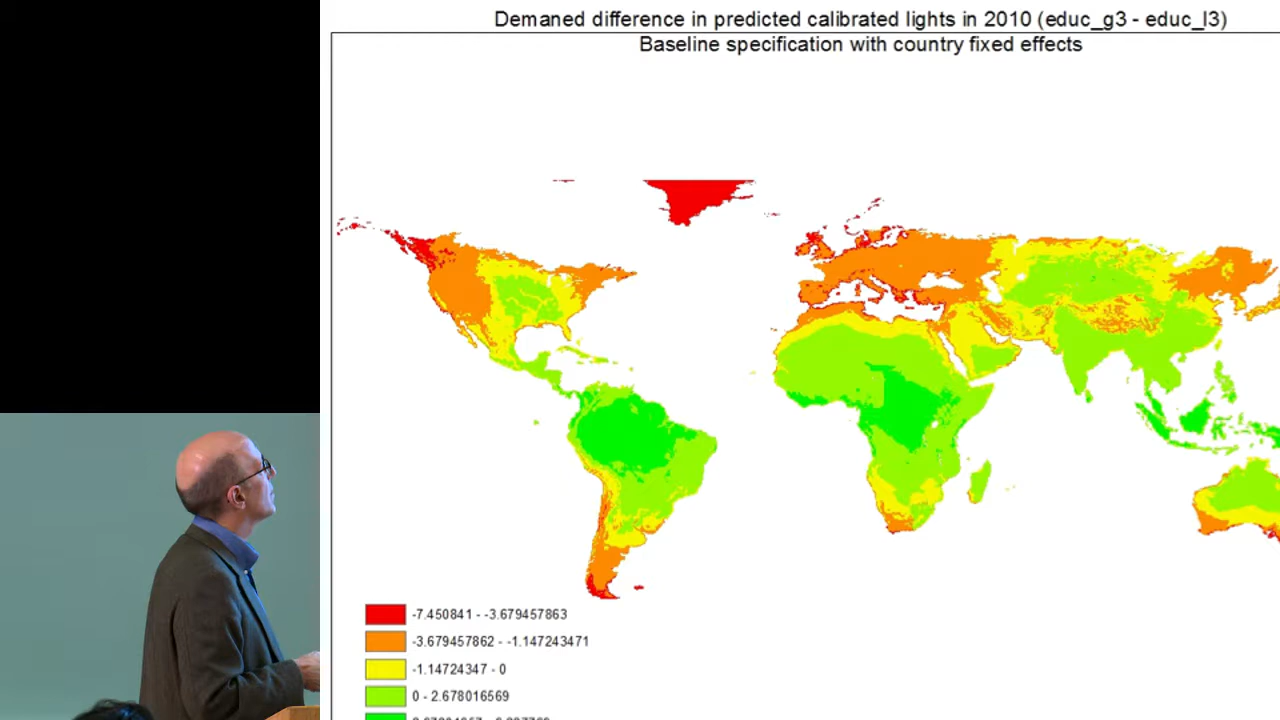 Demaned difference in predicted calibrated lights in 2010 (educ_g3 - educ_l3)
Baseline specification with country fixed effects
-7.450841 - -3.679457863
-3.679457862 - -1.147243471
-1.14724347 - 0
0 - 2.678016569